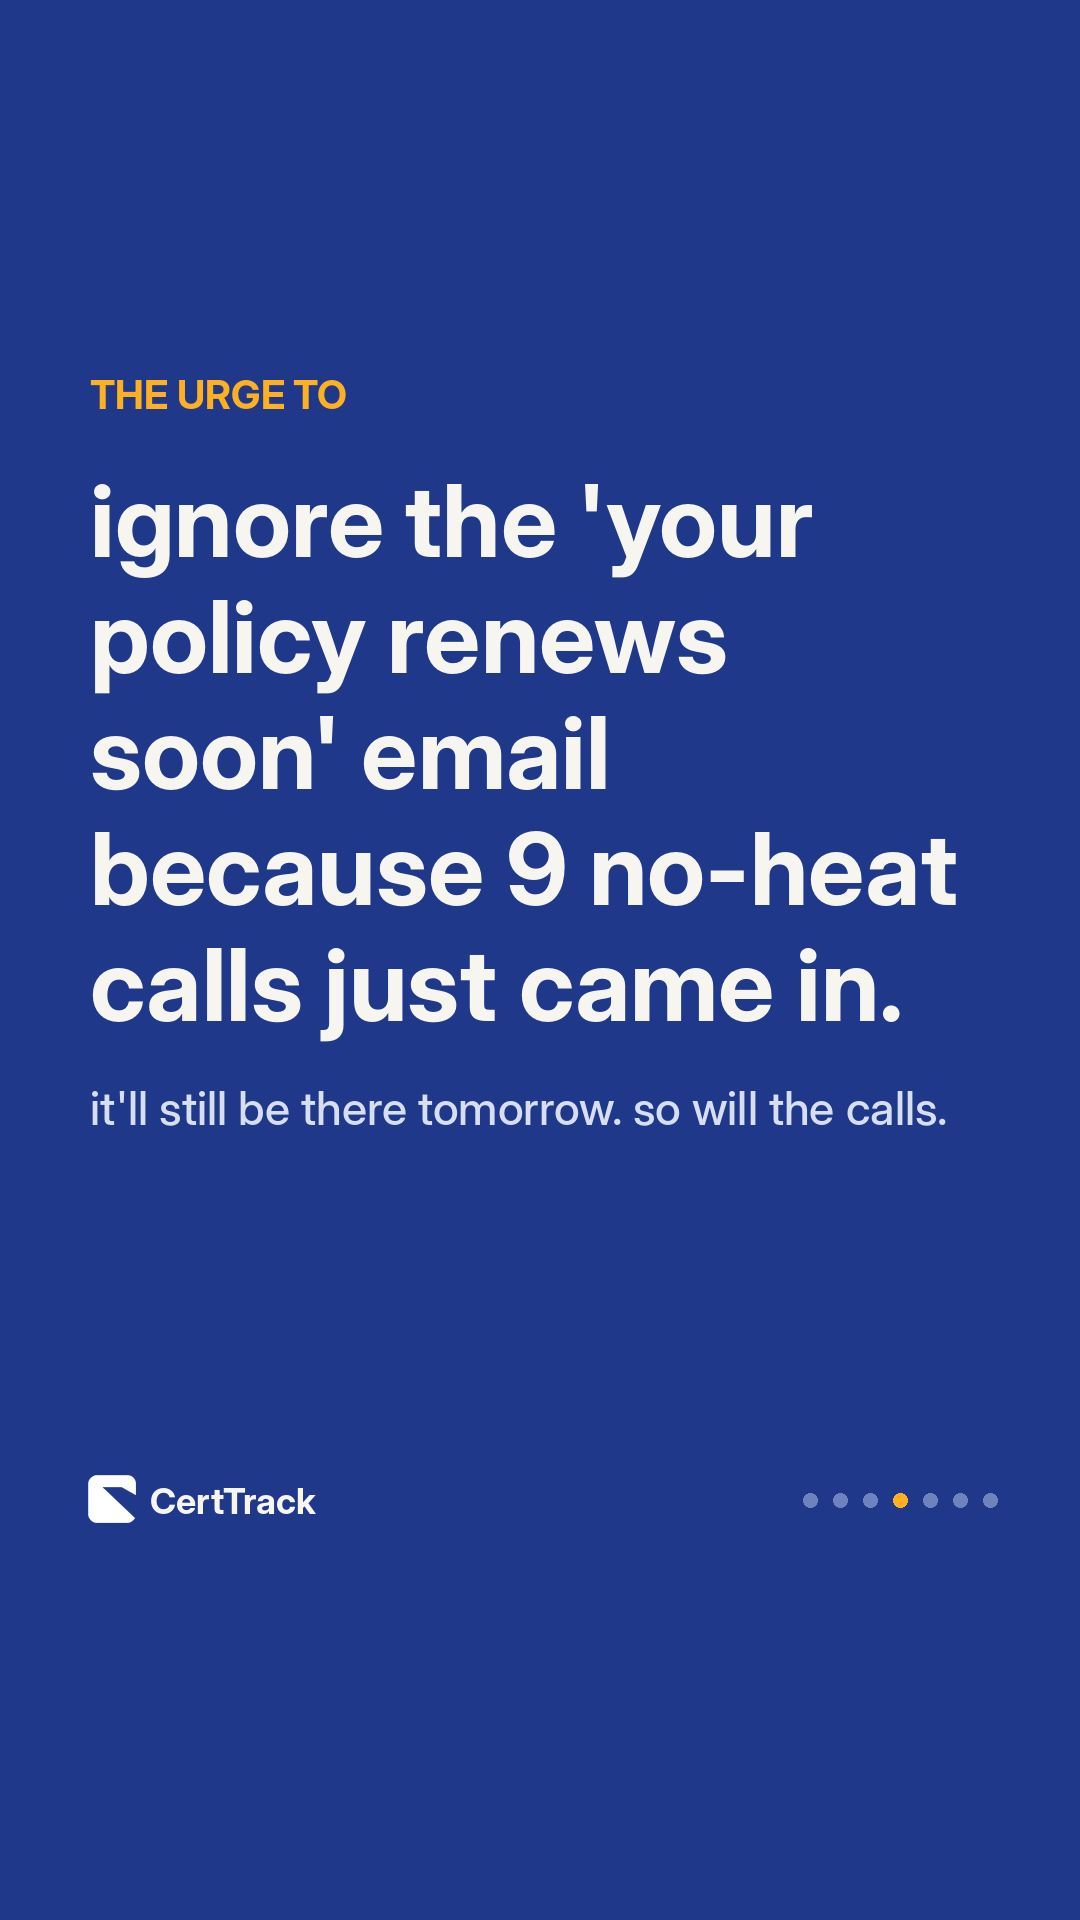 THE URGE TO
ignore the 'your
policy renews
soon' email
because 9 no-heat
calls just came in.
it'll still be there tomorrow. so will the calls.
CertTrack